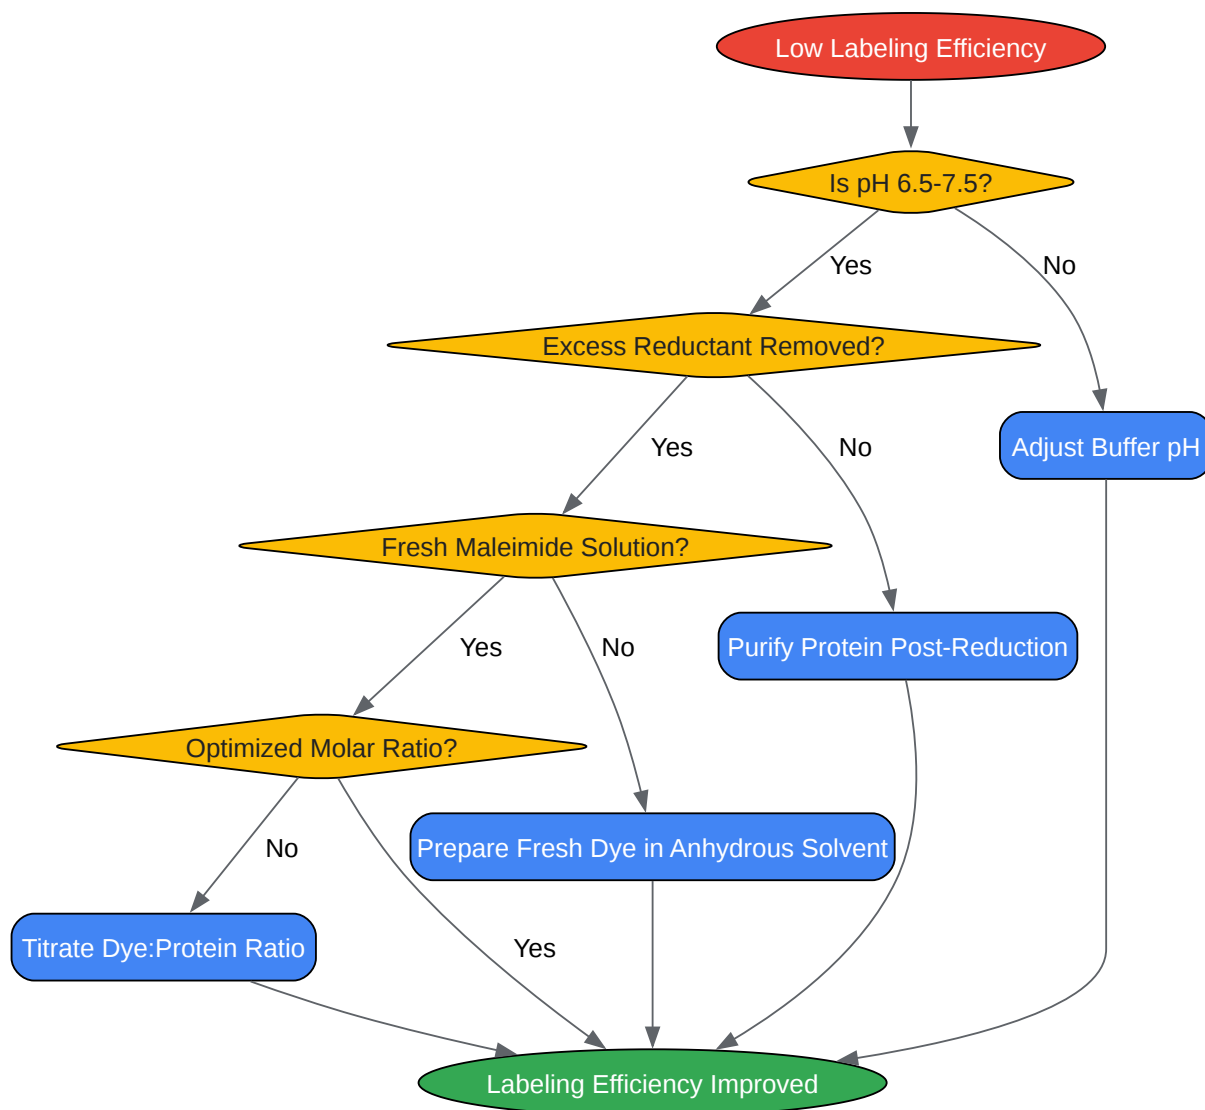 Low Labeling Efficiency
Is pH 6.5-7.5?
Yes
No
Excess Reductant Removed?
Yes
No
Adjust Buffer pH
Fresh Maleimide Solution?
Yes
No
Purify Protein Post-Reduction
Optimized Molar Ratio?
No
Prepare Fresh Dye in Anhydrous Solvent
Titrate Dye:Protein Ratio
Yes
Labeling Efficiency Improved